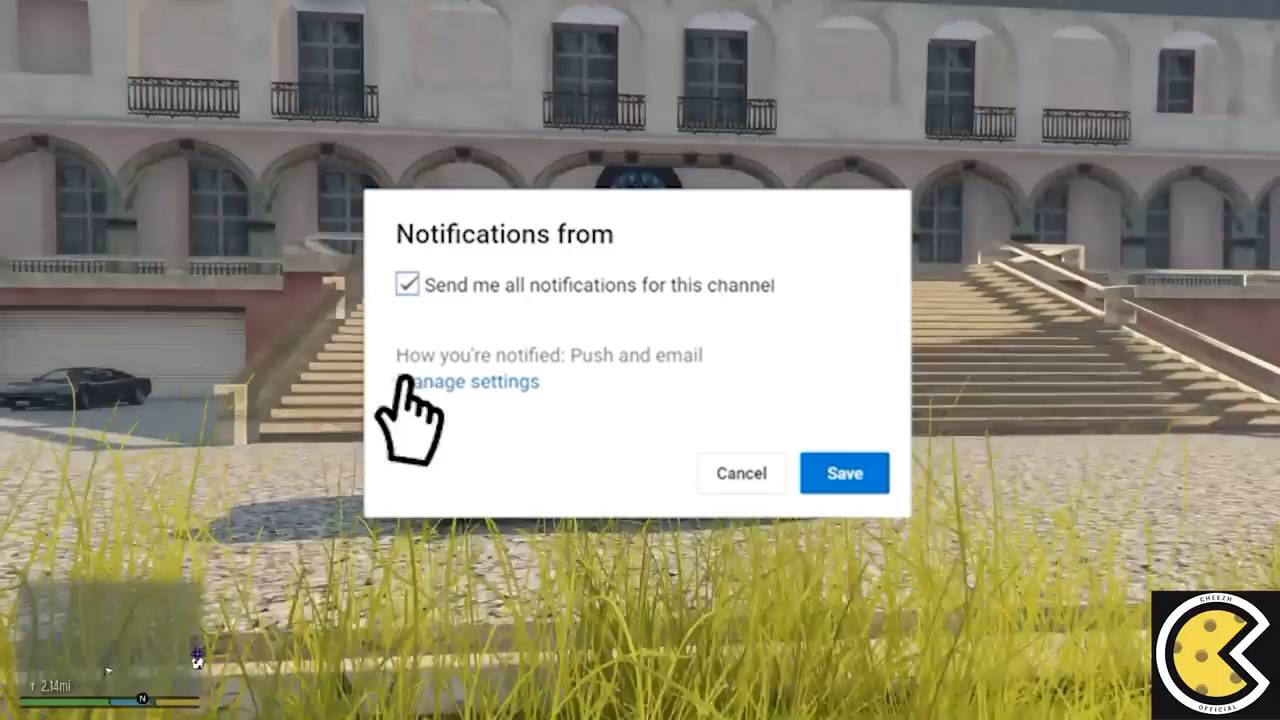 Notifications from
Send me all notifications for this channel
How you're notified: Push and email
anage settings
Cancel
Save
2.14mi
N
CHEEZH
OFFICIAL